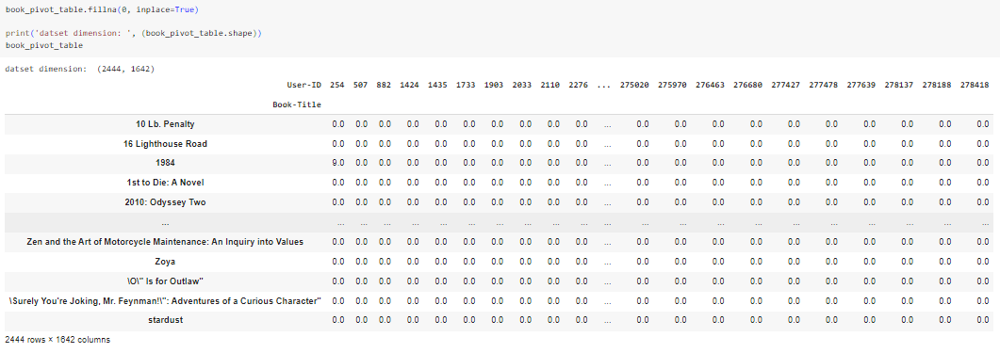 book_pivot_table.fillna(0, inplace=True)
print('datset dimension: ', (book_pivot_table.shape))
book_pivot_table
datset dimension:  (2444, 1642)
User-ID 254 507 882 1424 1435 1733 1903 2033 2110 2276 ... 275020 275970 276463 276680 277427 277478 277639 278137 278188 278418
Book-Title
10 Lb. Penalty 0.0 0.0 0.0 0.0 0.0 0.0 0.0 0.0 0.0 0.0 ... 0.0 0.0 0.0 0.0 0.0 0.0 0.0 0.0 0.0 0.0
16 Lighthouse Road 0.0 0.0 0.0 0.0 0.0 0.0 0.0 0.0 0.0 0.0 ... 0.0 0.0 0.0 0.0 0.0 0.0 0.0 0.0 0.0 0.0
1984 9.0 0.0 0.0 0.0 0.0 0.0 0.0 0.0 0.0 0.0 ... 0.0 0.0 0.0 0.0 0.0 0.0 0.0 0.0 0.0 0.0
1st to Die: A Novel 0.0 0.0 0.0 0.0 0.0 0.0 0.0 0.0 0.0 0.0 ... 0.0 0.0 0.0 0.0 0.0 0.0 0.0 0.0 0.0 0.0
2010: Odyssey Two 0.0 0.0 0.0 0.0 0.0 0.0 0.0 0.0 0.0 0.0 ... 0.0 0.0 0.0 0.0 0.0 0.0 0.0 0.0 0.0 0.0
... ... ... ... ... ... ... ... ... ... ... ... ... ... ... ... ... ... ... ... ... ...
Zen and the Art of Motorcycle Maintenance: An Inquiry into Values 0.0 0.0 0.0 0.0 0.0 0.0 0.0 0.0 0.0 0.0 ... 0.0 0.0 0.0 0.0 0.0 0.0 0.0 0.0 0.0 0.0
Zoya 0.0 0.0 0.0 0.0 0.0 0.0 0.0 0.0 0.0 0.0 ... 0.0 0.0 0.0 0.0 0.0 0.0 0.0 0.0 0.0 0.0
\O\" Is for Outlaw" 0.0 0.0 0.0 0.0 0.0 0.0 0.0 0.0 0.0 0.0 ... 0.0 0.0 0.0 0.0 0.0 0.0 0.0 0.0 0.0 0.0
\Surely You're Joking, Mr. Feynman!\": Adventures of a Curious Character" 0.0 0.0 0.0 0.0 0.0 0.0 0.0 0.0 0.0 0.0 ... 0.0 0.0 0.0 0.0 0.0 0.0 0.0 0.0 0.0 0.0
stardust 0.0 0.0 0.0 0.0 0.0 0.0 0.0 0.0 0.0 0.0 ... 0.0 0.0 0.0 0.0 0.0 0.0 0.0 0.0 0.0 0.0
2444 rows × 1642 columns